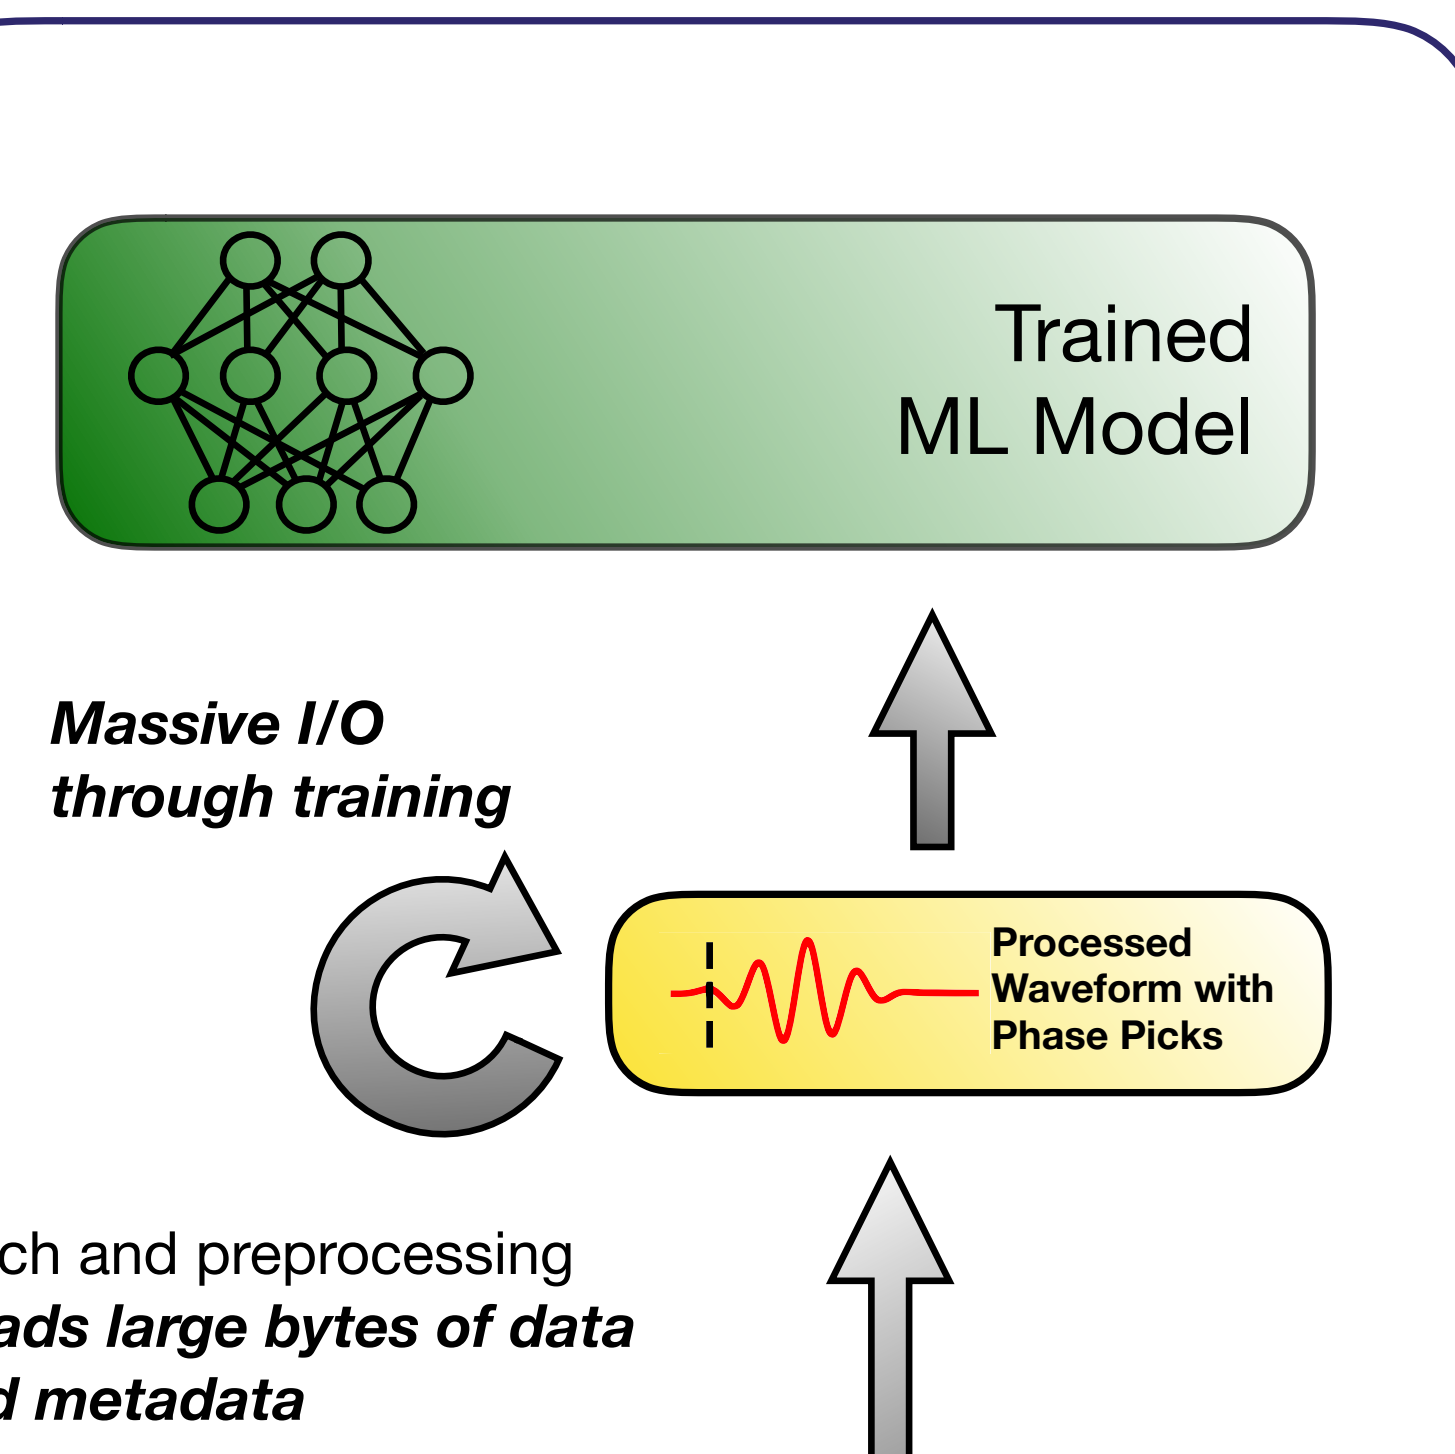 Trained
ML Model
Massive I/O
through training
Processed
Waveform with
Phase Picks
ch and preprocessing
ads large bytes of data
metadata